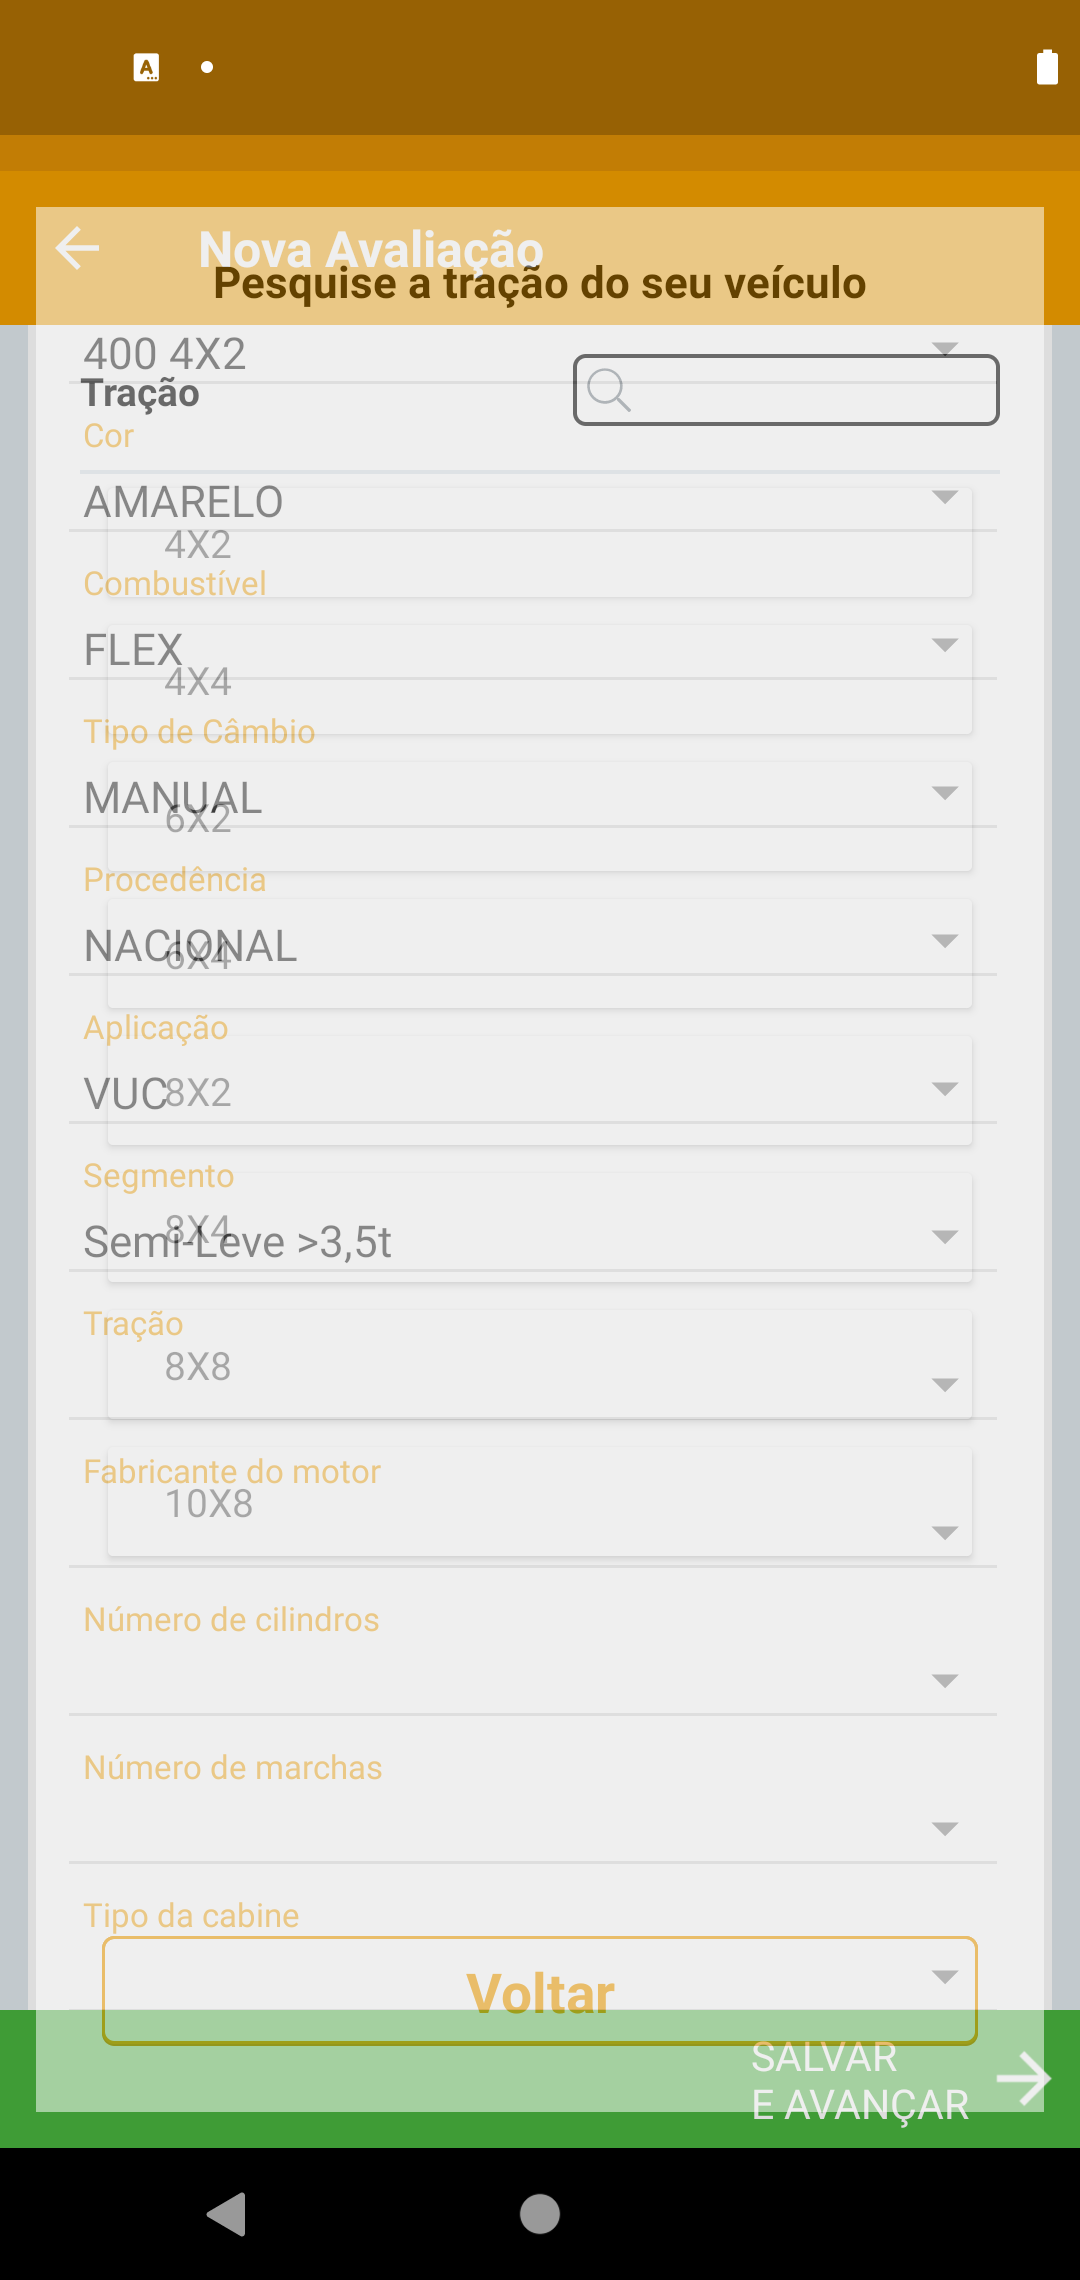 Nova Avaliação
Pesquise a tração do seu veículo
400 4X2
Tração
Cor
AMARELO
4X2
Combustível
FLEX
4X4
Tipo de Câmbio
MANUAL
6X2
Procedência
NACIONAL
6X4
Aplicação
VUC
8X2
Segmento
8X4
Semi-Leve >3,5t
Tração
8X8
Fabricante do motor
10X8
Número de cilindros
Número de marchas
Tipo da cabine
Voltar
SALVAR
E AVANÇAR